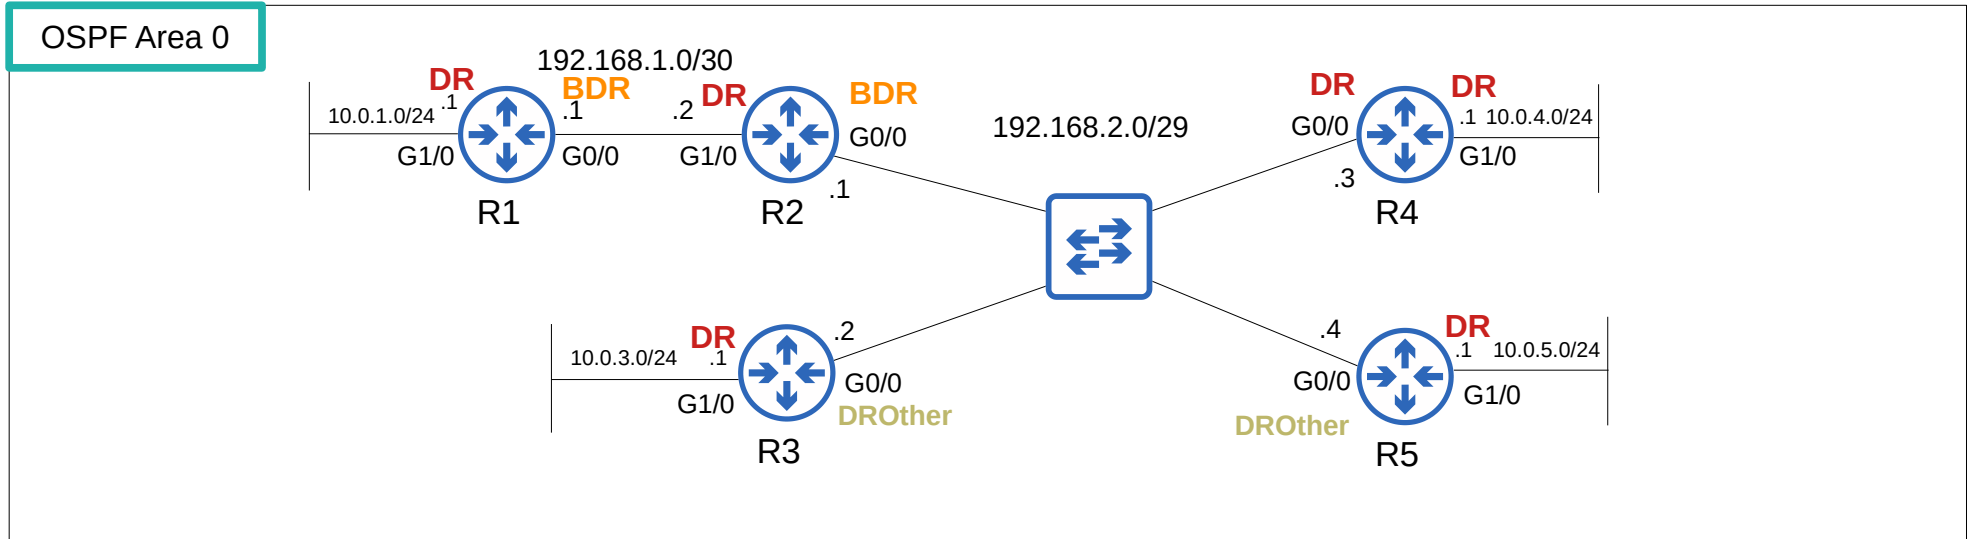 OSPF Area 0
192.168.1.0/30
DR
BDR
DR
BDR
10.0.1.0/24
.1
.1
.2
G1/0
G0/0
G1/0
G0/0
R1
R2
.1
192.168.2.0/29
DR
DR
G0/0
.1
10.0.4.0/24
G1/0
.3
R4
DR
10.0.3.0/24
.1
.2
G1/0
G0/0
DROther
R3
.4
DR
.1
10.0.5.0/24
G0/0
G1/0
DROther
R5